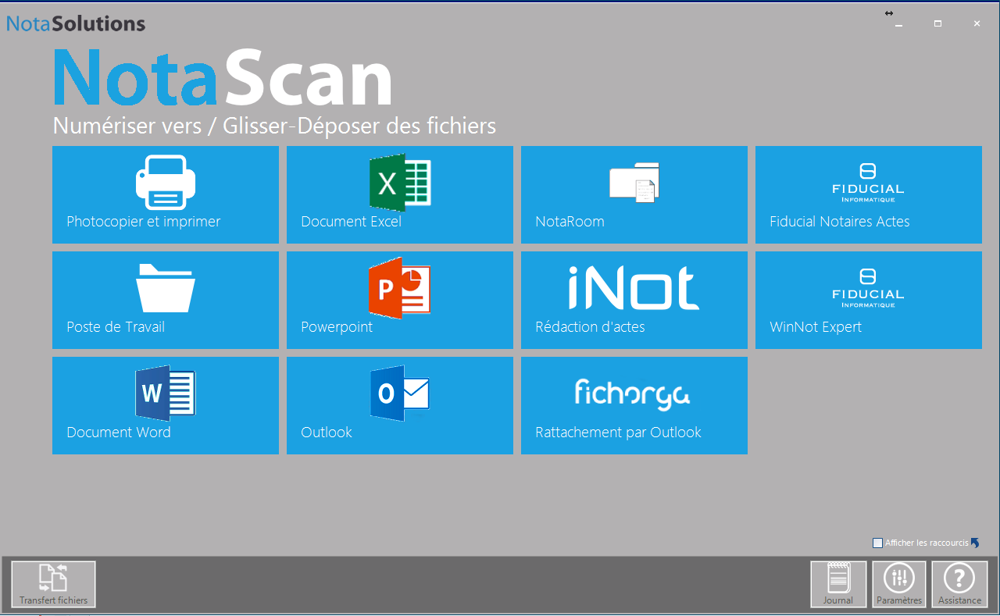 NotaSolutions
NotaScan
Numériser vers / Glisser-Déposer des fichiers
Photocopier et imprimer
X
Document Excel
NotaRoom
FIDUCIAL
INFORMATIQUE
Fiducial Notaires Actes
Poste de Travail
P
Powerpoint
iNot
Rédaction d'actes
FIDUCIAL
INFORMATIQUE
WinNot Expert
W
Document Word
O
Outlook
fichorga
Rattachement par Outlook
Afficher les raccourcis
Transfert fichiers
Journal
Paramètres
?
Assistance